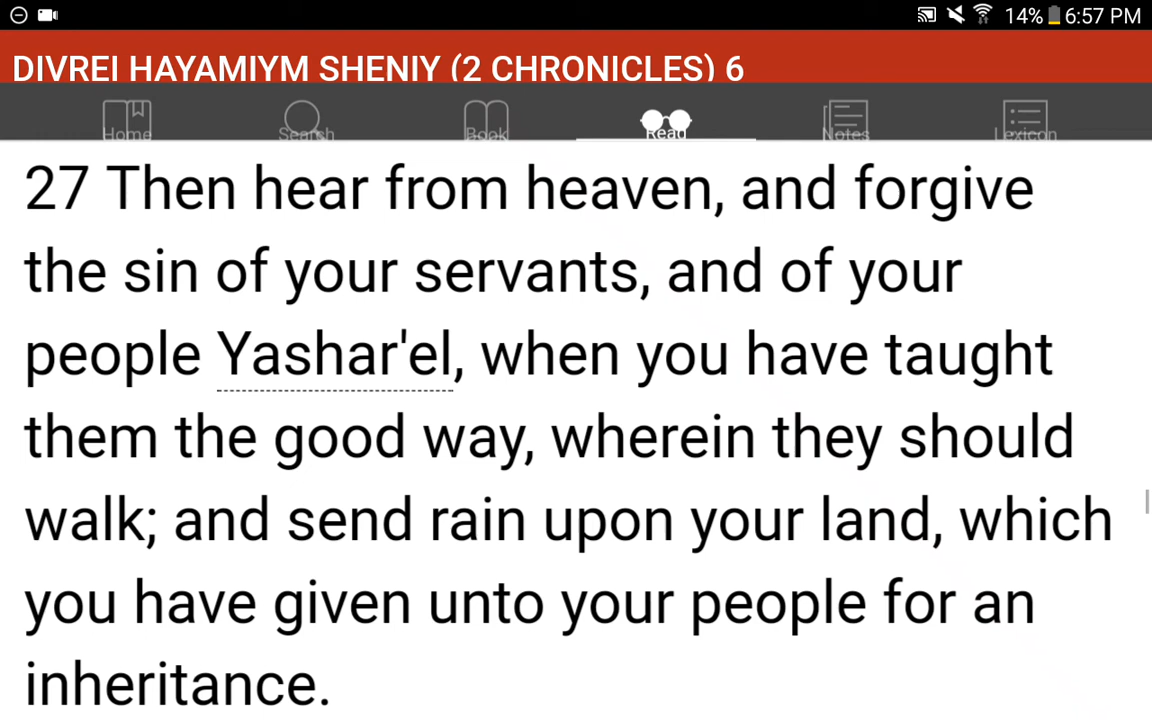 14% 6:57 PM
DIVREI HAYAMIYM SHENIY (2 CHRONICLES) 6
Home Search Book Read Notes Lexicon
27 Then hear from heaven, and forgive
the sin of your servants, and of your
people Yashar'el, when you have taught
them the good way, wherein they should
walk; and send rain upon your land, which
you have given unto your people for an
inheritance.